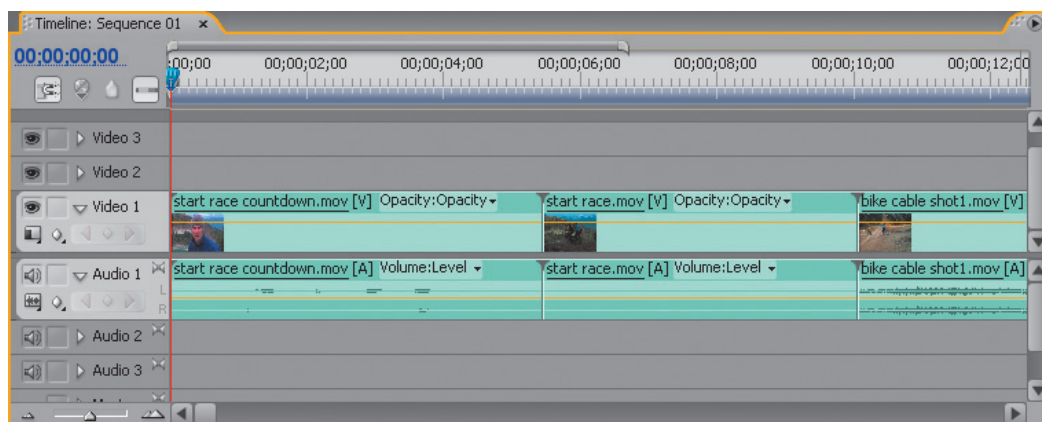 Timeline: Sequence 01
00;00;00;00
;00;00 00;00;02;00 00;00;04;00 00;00;06;00 00;00;08;00 00;00;10;00 00;00;12;00
Video 3
Video 2
Video 1
start race countdown.mov [V] Opacity:Opacity
start race.mov [V] Opacity:Opacity
bike cable shot1.mov [V]
Audio 1
L
R
start race countdown.mov [A] Volume:Level
start race.mov [A] Volume:Level
bike cable shot1.mov [A]
Audio 2
Audio 3